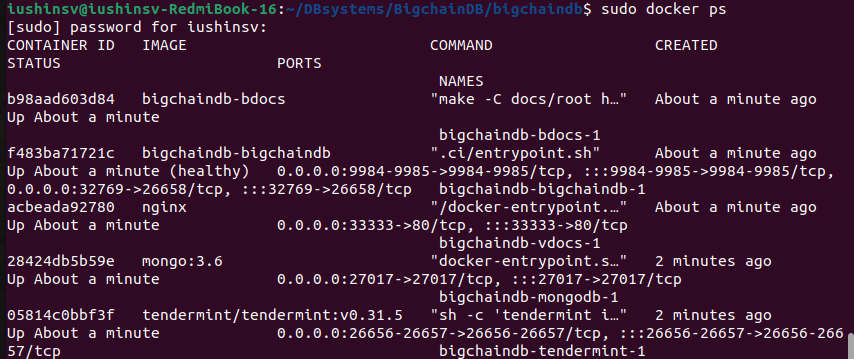 iushinsv@iushinsv-RedmiBook-16:~/DBsystems/BigchainDB/bigchaindb$ sudo docker ps
[sudo] password for iushinsv:
CONTAINER ID   IMAGE                          COMMAND                  CREATED
STATUS                       PORTS
NAMES
b98aad603d84   bigchaindb-bdocs               "make -C docs/root h…"   About a minute ago
Up About a minute
bigchaindb-bdocs-1
f483ba71721c   bigchaindb-bigchaindb          ".ci/entrypoint.sh"      About a minute ago
Up About a minute (healthy)   0.0.0.0:9984-9985->9984-9985/tcp, :::9984-9985->9984-9985/tcp,
0.0.0.0:32769->26658/tcp, :::32769->26658/tcp   bigchaindb-bigchaindb-1
acbeada92780   nginx                          "/docker-entrypoint.…"   About a minute ago
Up About a minute             0.0.0.0:33333->80/tcp, :::33333->80/tcp
bigchaindb-vdocs-1
28424db5b59e   mongo:3.6                      "docker-entrypoint.s…"   2 minutes ago
Up About a minute             0.0.0.0:27017->27017/tcp, :::27017->27017/tcp
bigchaindb-mongodb-1
05814c0bbf3f   tendermint/tendermint:v0.31.5  "sh -c 'tendermint i…"   2 minutes ago
Up About a minute             0.0.0.0:26656-26657->26656-26657/tcp, :::26656-26657->26656-266
57/tcp                        bigchaindb-tendermint-1